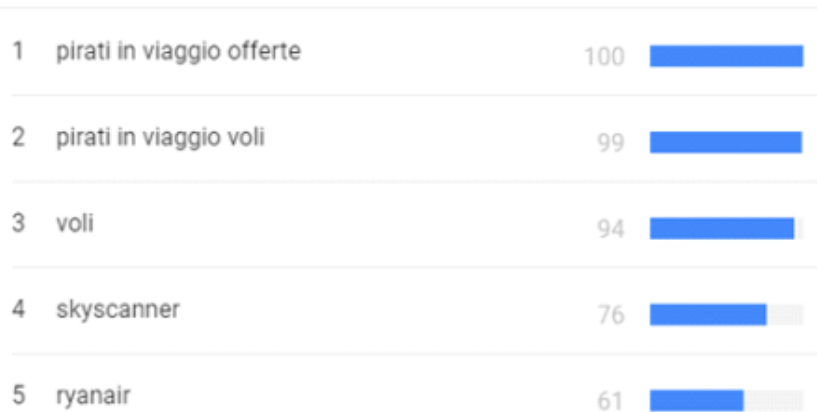 1 pirati in viaggio offerte 100
2 pirati in viaggio voli 99
3 voli 94
4 skyscanner 76
5 ryanair 61